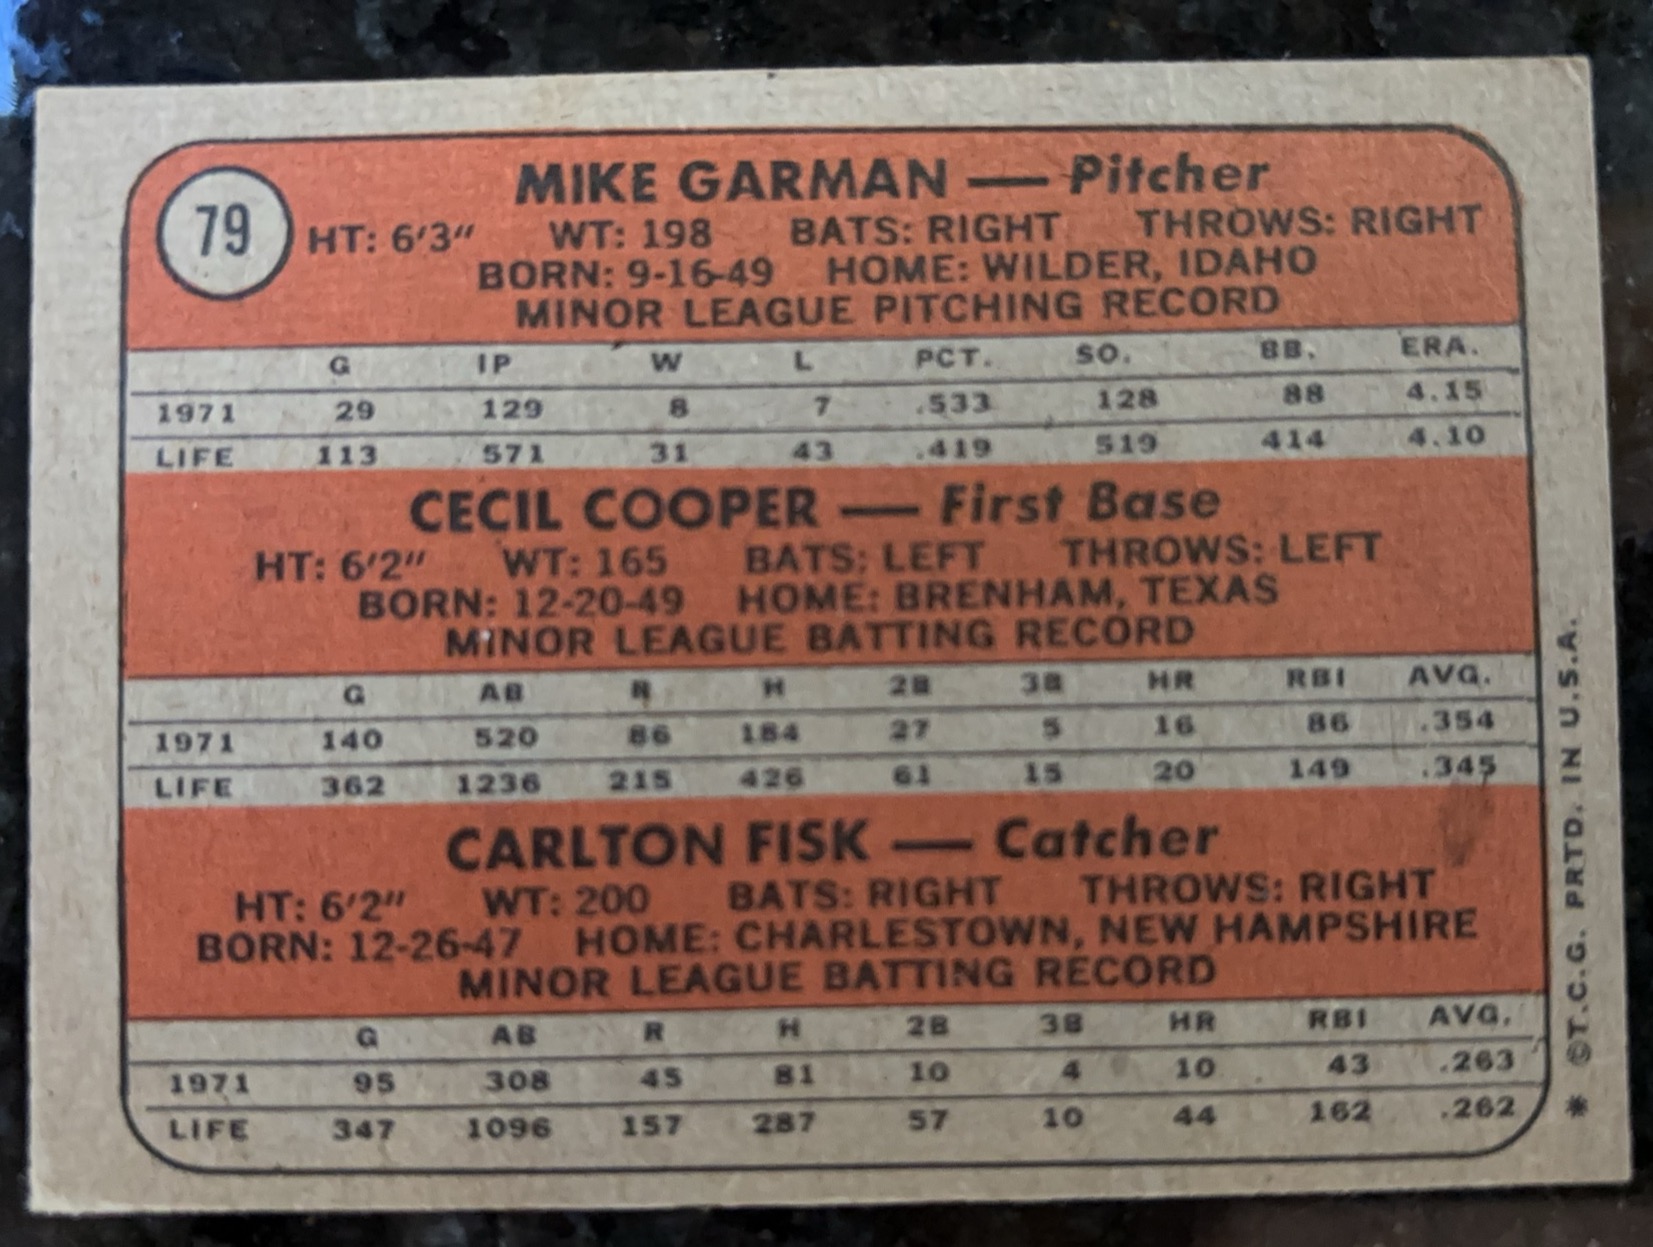 79
MIKE GARMAN — Pitcher
HT: 6'3" WT: 198 BATS: RIGHT THROWS: RIGHT
BORN: 9-16-49 HOME: WILDER, IDAHO
MINOR LEAGUE PITCHING RECORD
G IP W L PCT. SO. BB. ERA.
1971 29 129 8 7 .533 128 88 4.15
LIFE 113 571 31 43 .419 519 414 4.10
CECIL COOPER — First Base
HT: 6'2" WT: 165 BATS: LEFT THROWS: LEFT
BORN: 12-20-49 HOME: BRENHAM, TEXAS
MINOR LEAGUE BATTING RECORD
G AB R H 2B 3B HR RBI AVG.
1971 140 520 86 184 27 5 16 86 .354
LIFE 362 1236 215 426 61 15 20 149 .345
CARLTON FISK — Catcher
HT: 6'2" WT: 200 BATS: RIGHT THROWS: RIGHT
BORN: 12-26-47 HOME: CHARLESTOWN, NEW HAMPSHIRE
MINOR LEAGUE BATTING RECORD
G AB R H 2B 3B HR RBI AVG.
1971 95 308 45 81 10 4 10 43 .263
LIFE 347 1096 157 287 57 10 44 162 .262
* ©T.C.G. PRTD. IN U.S.A.